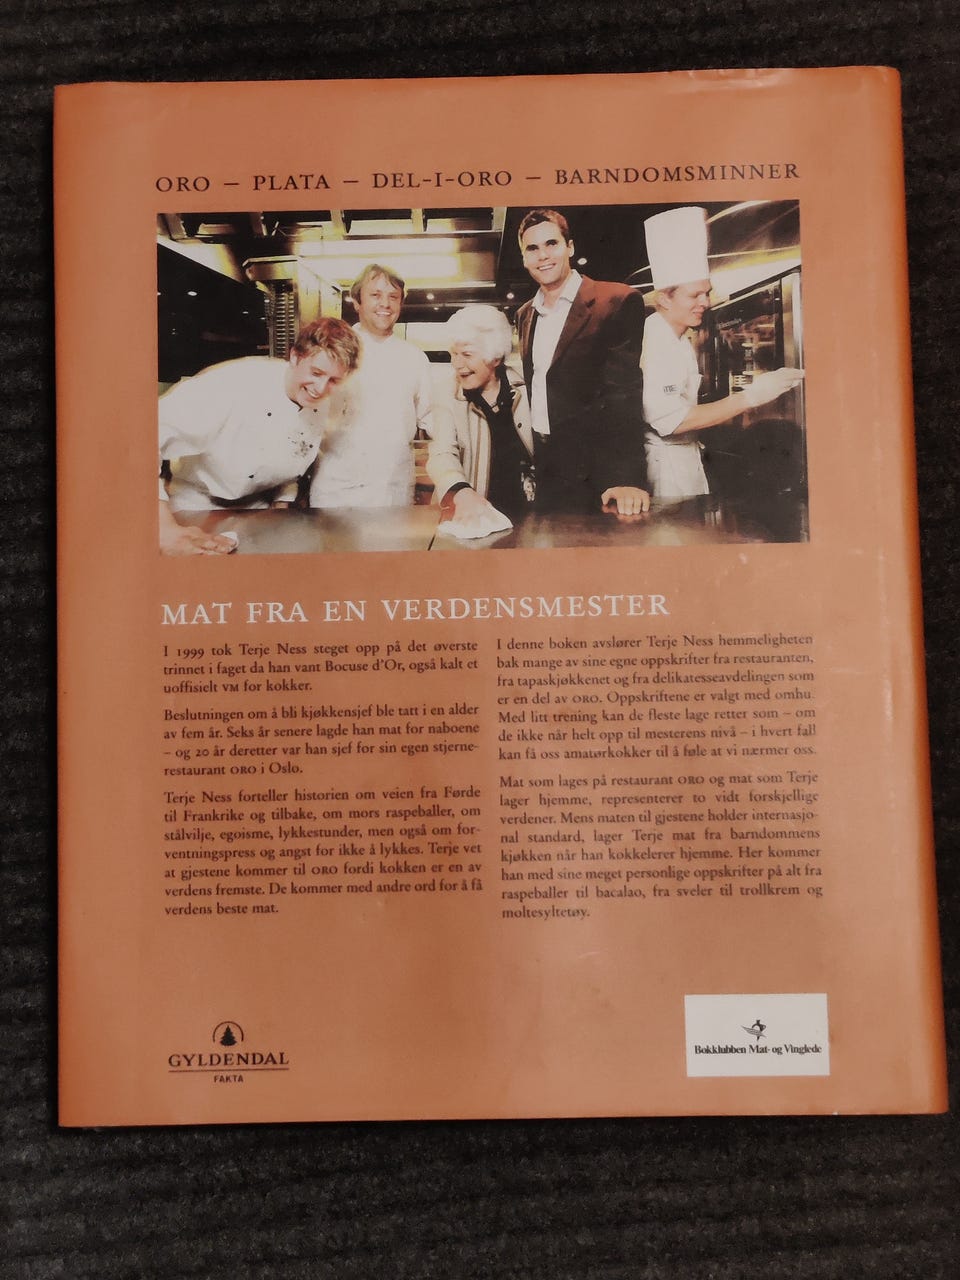 ORO – PLATA – DEL-I-ORO – BARNDOMSMINNER
MAT FRA EN VERDENSMESTER
I 1999 tok Terje Ness steget opp på det øverste
trinnet i faget da han vant Bocuse d'Or, også kalt et
uoffisielt VM for kokker.
Beslutningen om å bli kjøkkensjef ble tatt i en alder
av fem år. Seks år senere lagde han mat for naboene
– og 20 år deretter var han sjef for sin egen stjerne-
restaurant ORO i Oslo.
Terje Ness forteller historien om veien fra Førde
til Frankrike og tilbake, om mors raspeballer, om
stålvilje, egoisme, lykkestunder, men også om for-
ventningspress og angst for ikke å lykkes. Terje vet
at gjestene kommer til ORO fordi kokken er en av
verdens fremste. De kommer med andre ord for å få
verdens beste mat.
I denne boken avslører Terje Ness hemmeligheten
bak mange av sine egne oppskrifter fra restauranten,
fra tapaskjøkkenet og fra delikatesseavdelingen som
er en del av ORO. Oppskriftene er valgt med omhu.
Med litt trening kan de fleste lage retter som – om
de ikke når helt opp til mesterens nivå – i hvert fall
kan få oss amatørkokker til å føle at vi nærmer oss.
Mat som lages på restaurant ORO og mat som Terje
lager hjemme, representerer to vidt forskjellige
verdener. Mens maten til gjestene holder internasjo-
nal standard, lager Terje mat fra barndommens
kjøkken når han kokkelerer hjemme. Her kommer
han med sine meget personlige oppskrifter på alt fra
raspeballer til bacalao, fra sveler til trollkrem og
moltesyltetøy.
GYLDENDAL
FAKTA
Bokklubben Mat- og Vinglede